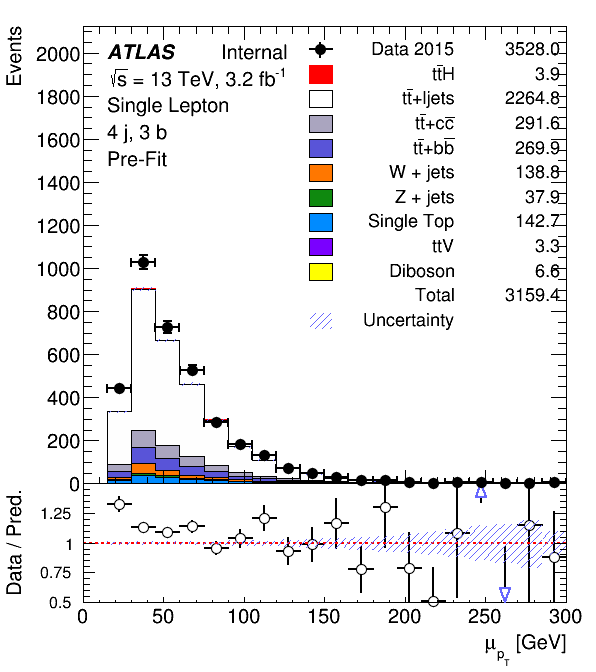 Events
2000
1800
1600
1400
1200
1000
800
600
400
200
0
ATLAS Internal
√s = 13 TeV, 3.2 fb-1
Single Lepton
4 j, 3 b
Pre-Fit
Data 2015 3528.0
tt̄H 3.9
tt̄+ljets 2264.8
tt̄+cc̄ 291.6
tt̄+bb̄ 269.9
W + jets 138.8
Z + jets 37.9
Single Top 142.7
ttV 3.3
Diboson 6.6
Total 3159.4
Uncertainty
Data / Pred.
1.25
1
0.75
0.5
0 50 100 150 200 250 300
μpT [GeV]